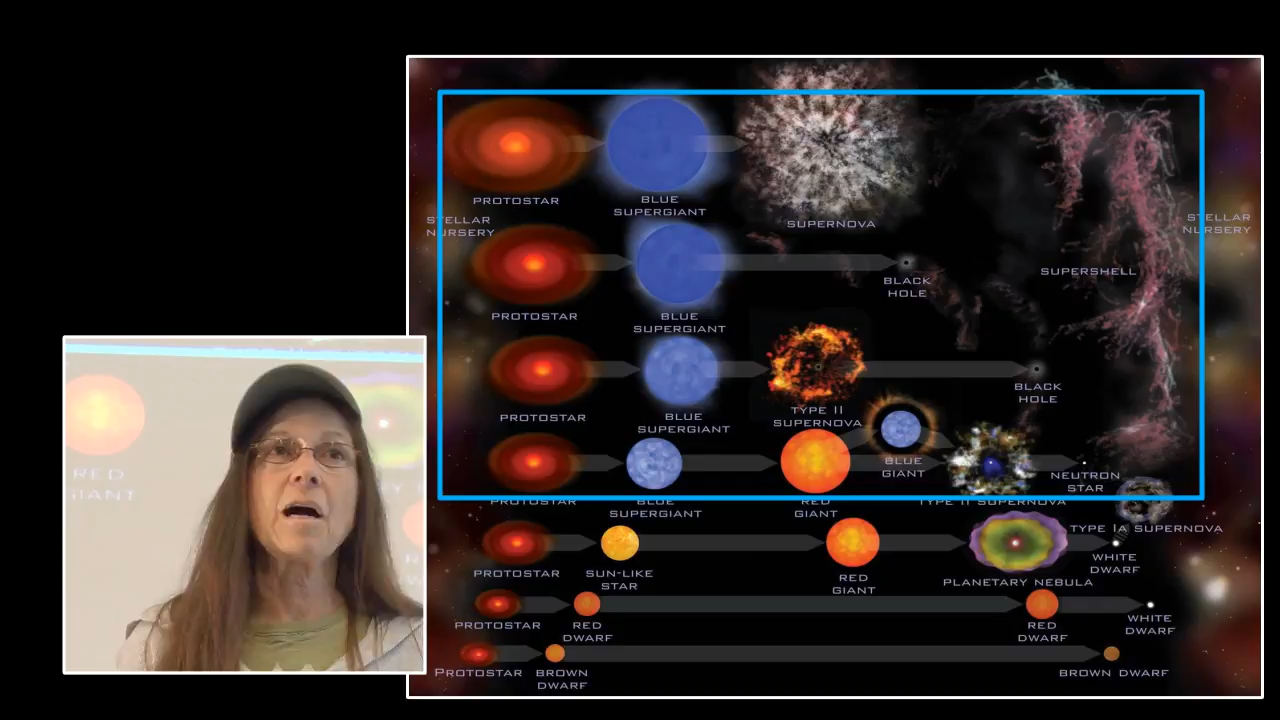 PROTOSTAR
BLUE
SUPERGIANT
SUPERNOVA
STELLAR
NURSERY
STELLAR
NURSERY
SUPERSHELL
PROTOSTAR
BLUE
SUPERGIANT
BLACK
HOLE
PROTOSTAR
BLUE
SUPERGIANT
TYPE II
SUPERNOVA
BLACK
HOLE
PROTOSTAR
BLUE
SUPERGIANT
RED
GIANT
BLUE
GIANT
TYPE II SUPERNOVA
NEUTRON
STAR
TYPE IA SUPERNOVA
PROTOSTAR
SUN-LIKE
STAR
RED
GIANT
PLANETARY NEBULA
WHITE
DWARF
PROTOSTAR
RED
DWARF
RED
DWARF
WHITE
DWARF
PROTOSTAR
BROWN
DWARF
BROWN DWARF
RED
GIANT